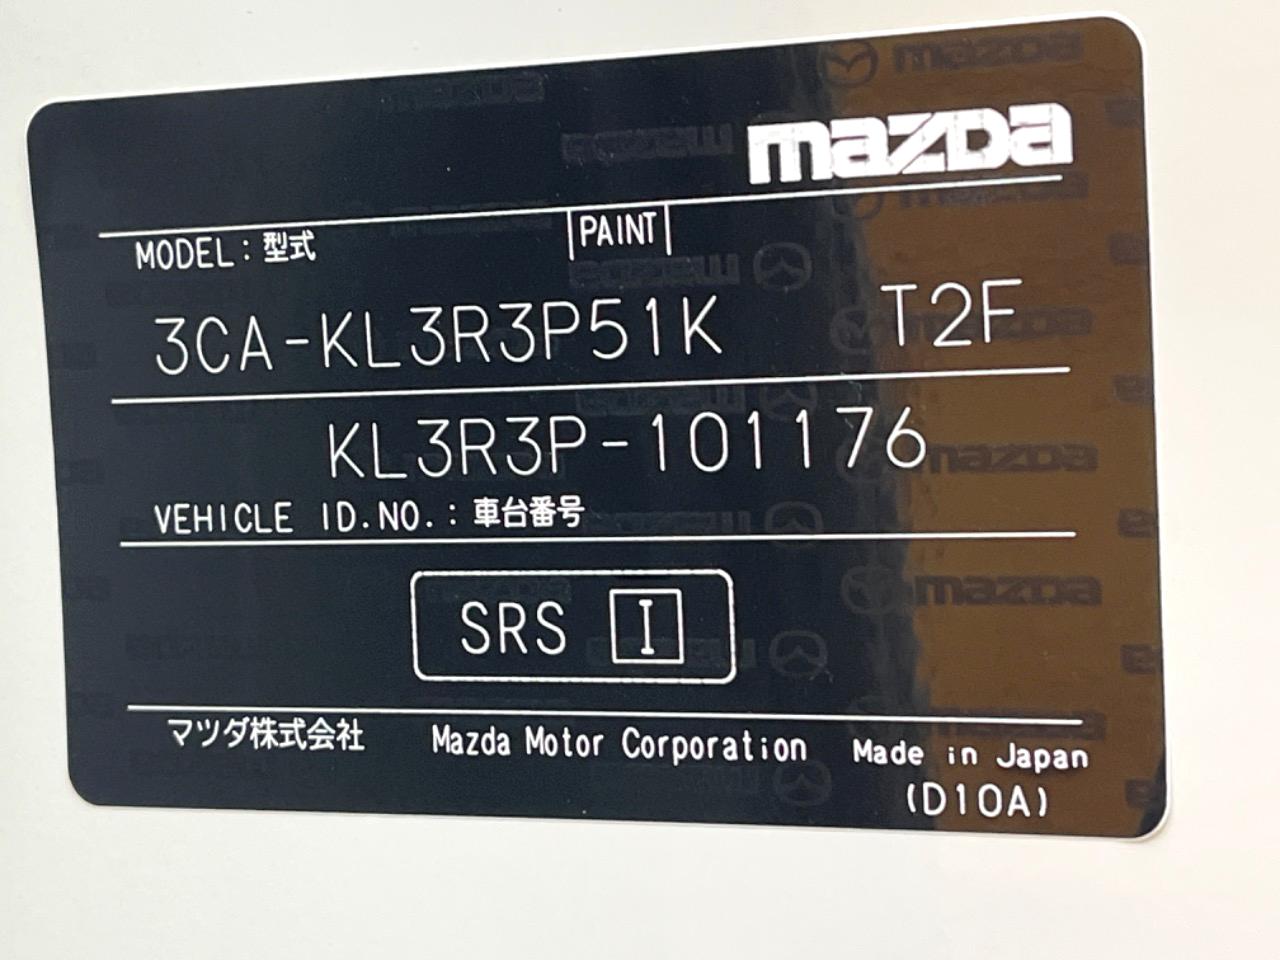 mazda
MODEL：型式 PAINT
3CA-KL3R3P51K T2F
KL3R3P-101176
VEHICLE ID.NO.：車台番号
SRS I
マツダ株式会社 Mazda Motor Corporation Made in Japan
(D10A)